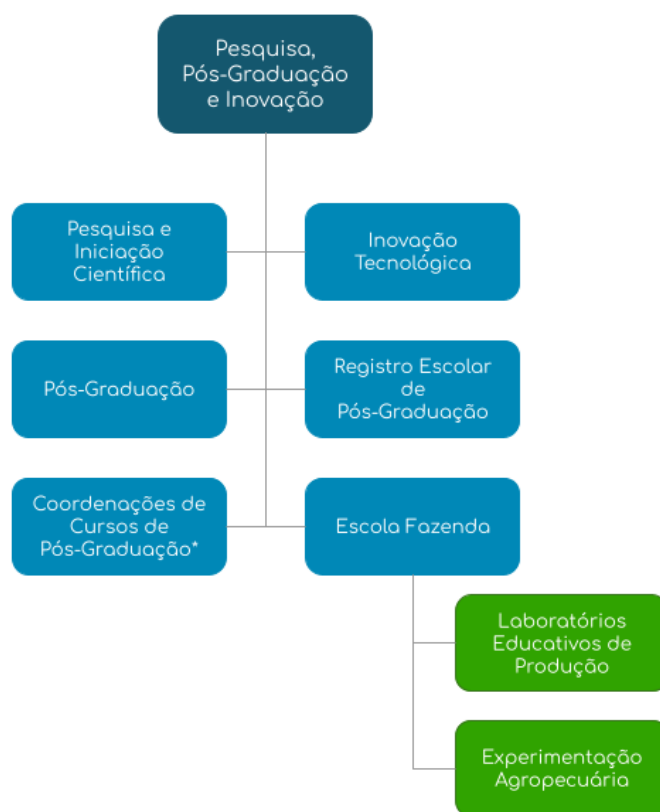 Pesquisa,
Pós-Graduação
e Inovação
Pesquisa e
Iniciação
Científica
Inovação
Tecnológica
Pós-Graduação
Registro Escolar
de
Pós-Graduação
Coordenações de
Cursos de
Pós-Graduação*
Escola Fazenda
Laboratórios
Educativos de
Produção
Experimentação
Agropecuária